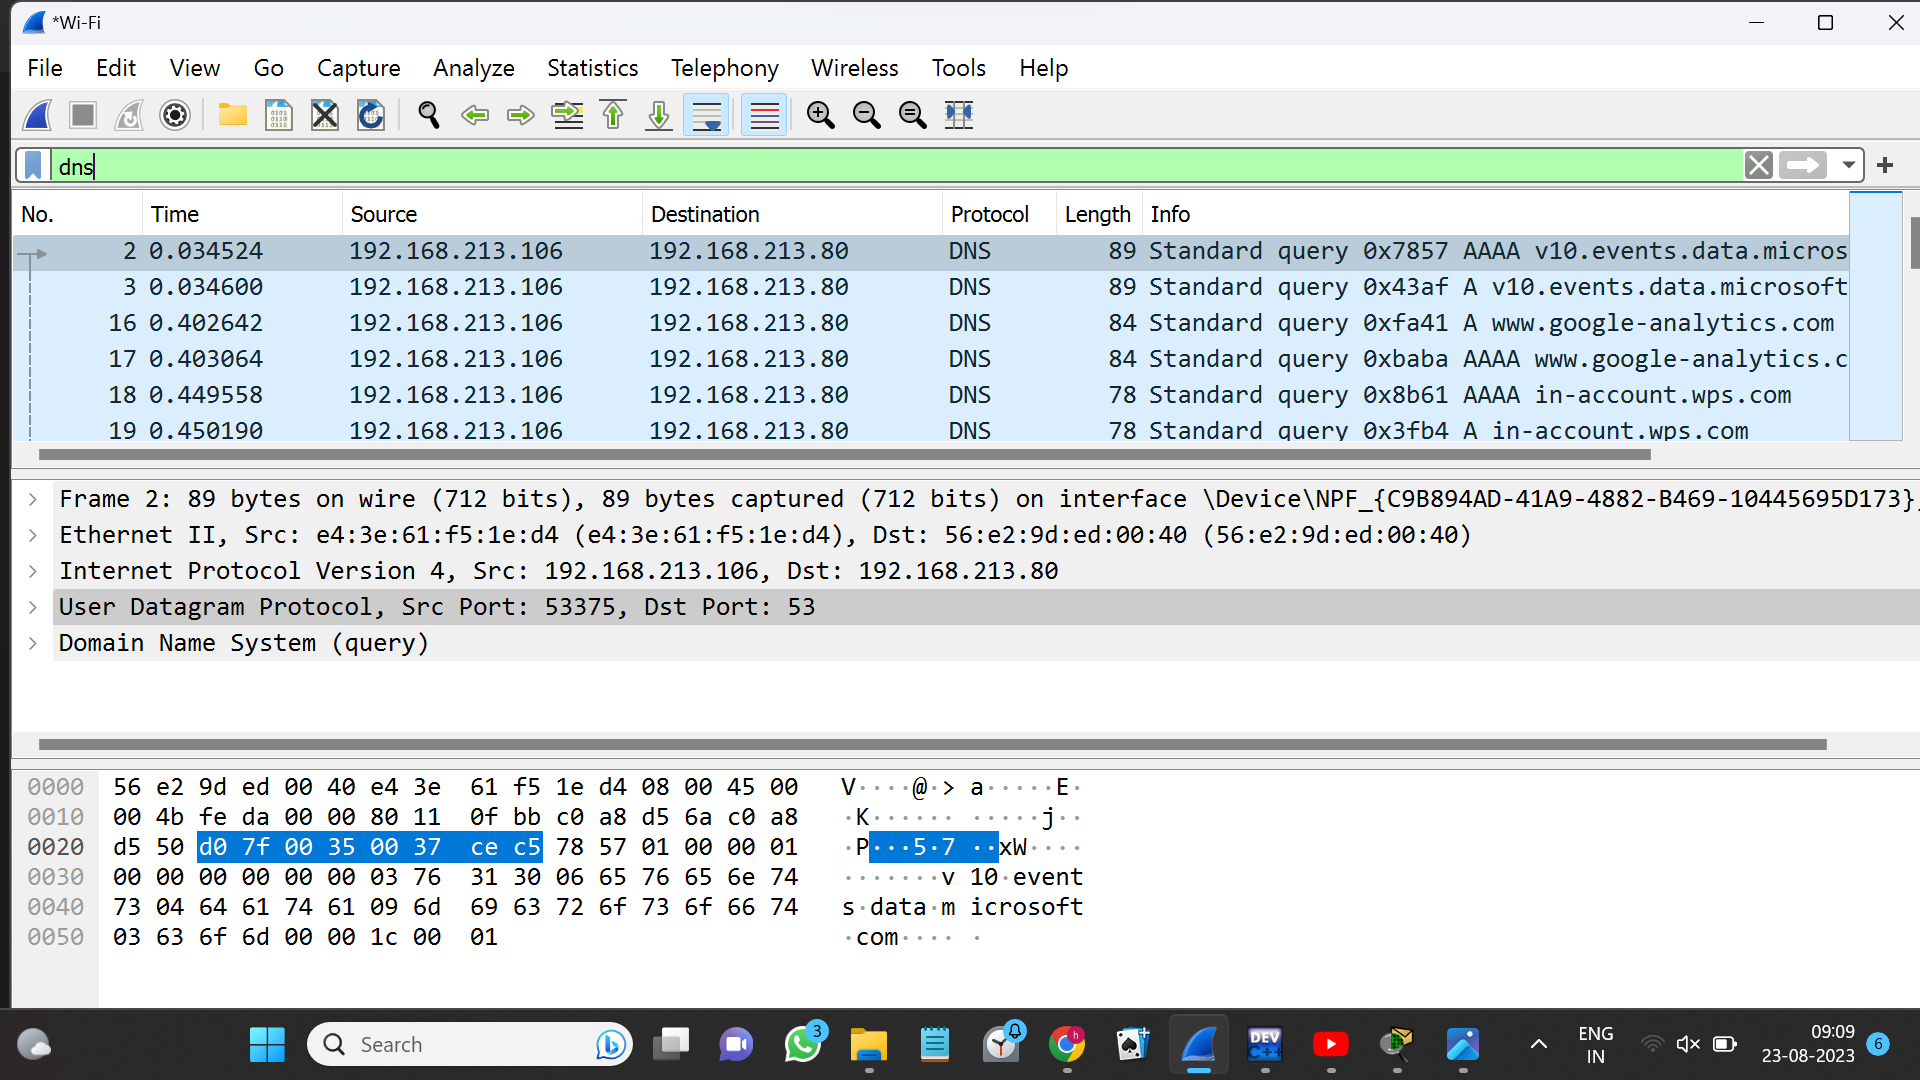 *Wi-Fi
File Edit View Go Capture Analyze Statistics Telephony Wireless Tools Help
dns
No. Time Source Destination Protocol Length Info
2 0.034524 192.168.213.106 192.168.213.80 DNS 89 Standard query 0x7857 AAAA v10.events.data.micros
3 0.034600 192.168.213.106 192.168.213.80 DNS 89 Standard query 0x43af A v10.events.data.microsoft
16 0.402642 192.168.213.106 192.168.213.80 DNS 84 Standard query 0xfa41 A www.google-analytics.com
17 0.403064 192.168.213.106 192.168.213.80 DNS 84 Standard query 0xbaba AAAA www.google-analytics.c
18 0.449558 192.168.213.106 192.168.213.80 DNS 78 Standard query 0x8b61 AAAA in-account.wps.com
19 0.450190 192.168.213.106 192.168.213.80 DNS 78 Standard query 0x3fb4 A in-account.wps.com
Frame 2: 89 bytes on wire (712 bits), 89 bytes captured (712 bits) on interface \Device\NPF_{C9B894AD-41A9-4882-B469-10445695D173},
Ethernet II, Src: e4:3e:61:f5:1e:d4 (e4:3e:61:f5:1e:d4), Dst: 56:e2:9d:ed:00:40 (56:e2:9d:ed:00:40)
Internet Protocol Version 4, Src: 192.168.213.106, Dst: 192.168.213.80
User Datagram Protocol, Src Port: 53375, Dst Port: 53
Domain Name System (query)
0000 56 e2 9d ed 00 40 e4 3e 61 f5 1e d4 08 00 45 00 V····@·> a·····E·
0010 00 4b fe da 00 00 80 11 0f bb c0 a8 d5 6a c0 a8 ·K······ ·····j··
0020 d5 50 d0 7f 00 35 00 37 ce c5 78 57 01 00 00 01 ·P···5·7 ··xW····
0030 00 00 00 00 00 00 03 76 31 30 06 65 76 65 6e 74 ·······v 10·event
0040 73 04 64 61 74 61 09 6d 69 63 72 6f 73 6f 66 74 s·data·m icrosoft
0050 03 63 6f 6d 00 00 1c 00 01 ·com···· ·
Search
3
h
DEV
C++
ENG
IN
09:09
23-08-2023
6